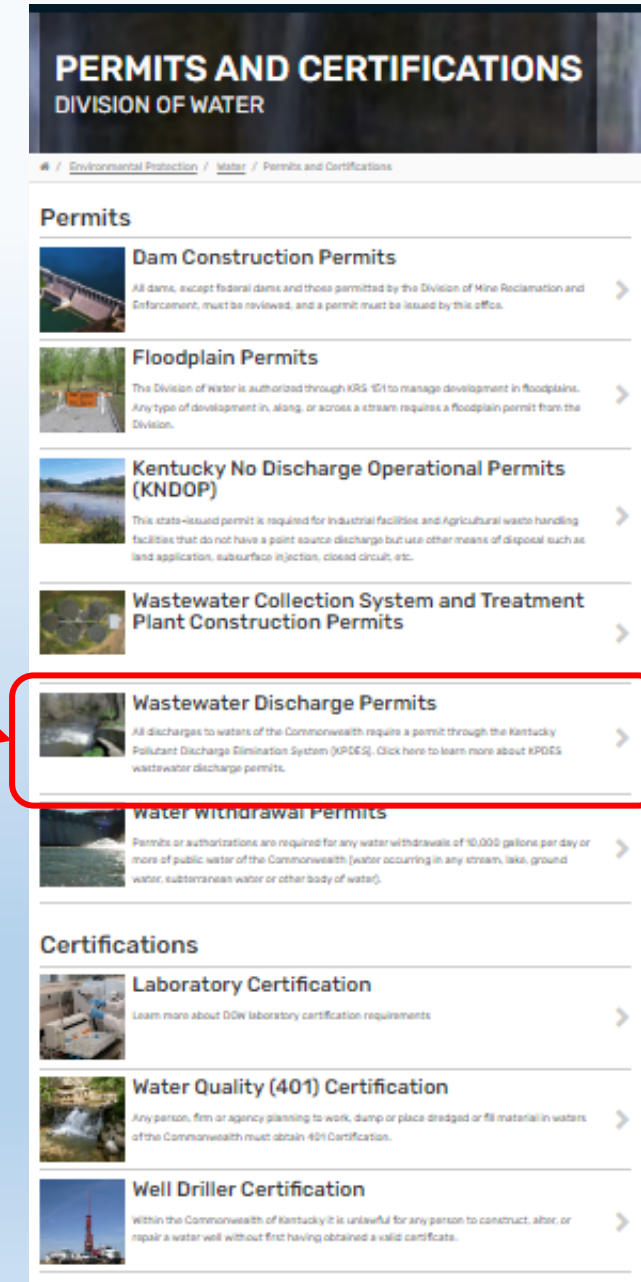 PERMITS AND CERTIFICATIONS
DIVISION OF WATER
/ Environmental Protection / Water / Permits and Certifications
Permits
Dam Construction Permits
All dams, except federal dams and those permitted by the Division of Mine Reclamation and
Enforcement, must be reviewed, and a permit must be issued by this office.
Floodplain Permits
The Division of Water is authorized through KRS 151 to manage development in floodplains.
Any type of development in, along, or across a stream requires a floodplain permit from the
Division.
Kentucky No Discharge Operational Permits
(KNDOP)
This state-issued permit is required for Industrial facilities and Agricultural waste handling
facilities that do not have a point source discharge but use other means of disposal such as
land application, subsurface injection, closed circuit, etc.
Wastewater Collection System and Treatment
Plant Construction Permits
Wastewater Discharge Permits
All discharges to waters of the Commonwealth require a permit through the Kentucky
Pollutant Discharge Elimination System (KPDES). Click here to learn more about KPDES
wastewater discharge permits.
Water Withdrawal Permits
Permits or authorizations are required for any water withdrawals of 10,000 gallons per day or
more of public water of the Commonwealth (water occurring in any stream, lake, ground
water, subterranean water or other body of water).
Certifications
Laboratory Certification
Learn more about DOW laboratory certification requirements
Water Quality (401) Certification
Any person, firm or agency planning to work, dump or place dredged or fill material in waters
of the Commonwealth must obtain 401 Certification.
Well Driller Certification
Within the Commonwealth of Kentucky it is unlawful for any person to construct, alter, or
repair a water well without first having obtained a valid certificate.